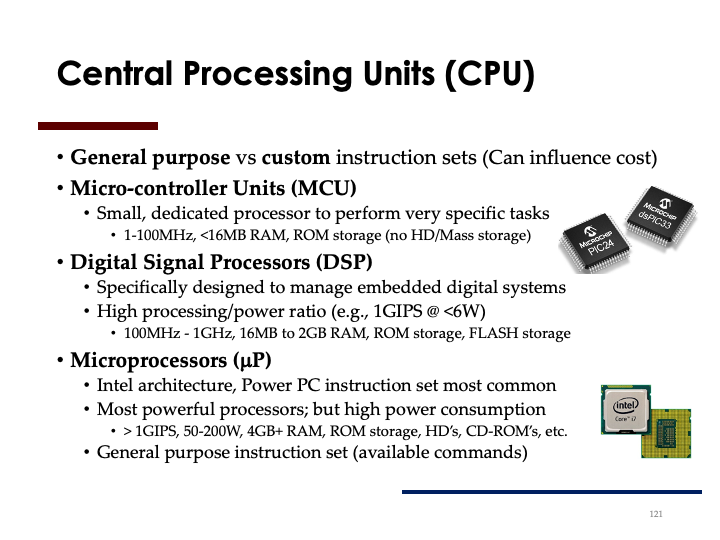 Central Processing Units (CPU)
• General purpose vs custom instruction sets (Can influence cost)
• Micro-controller Units (MCU)
• Small, dedicated processor to perform very specific tasks
• 1-100MHz, <16MB RAM, ROM storage (no HD/Mass storage)
MICROCHIP
dsPIC33
MICROCHIP
PIC24
• Digital Signal Processors (DSP)
• Specifically designed to manage embedded digital systems
• High processing/power ratio (e.g., 1GIPS @ <6W)
• 100MHz - 1GHz, 16MB to 2GB RAM, ROM storage, FLASH storage
• Microprocessors (μP)
• Intel architecture, Power PC instruction set most common
• Most powerful processors; but high power consumption
• > 1GIPS, 50-200W, 4GB+ RAM, ROM storage, HD’s, CD-ROM’s, etc.
• General purpose instruction set (available commands)
intel
Core™ i7
121